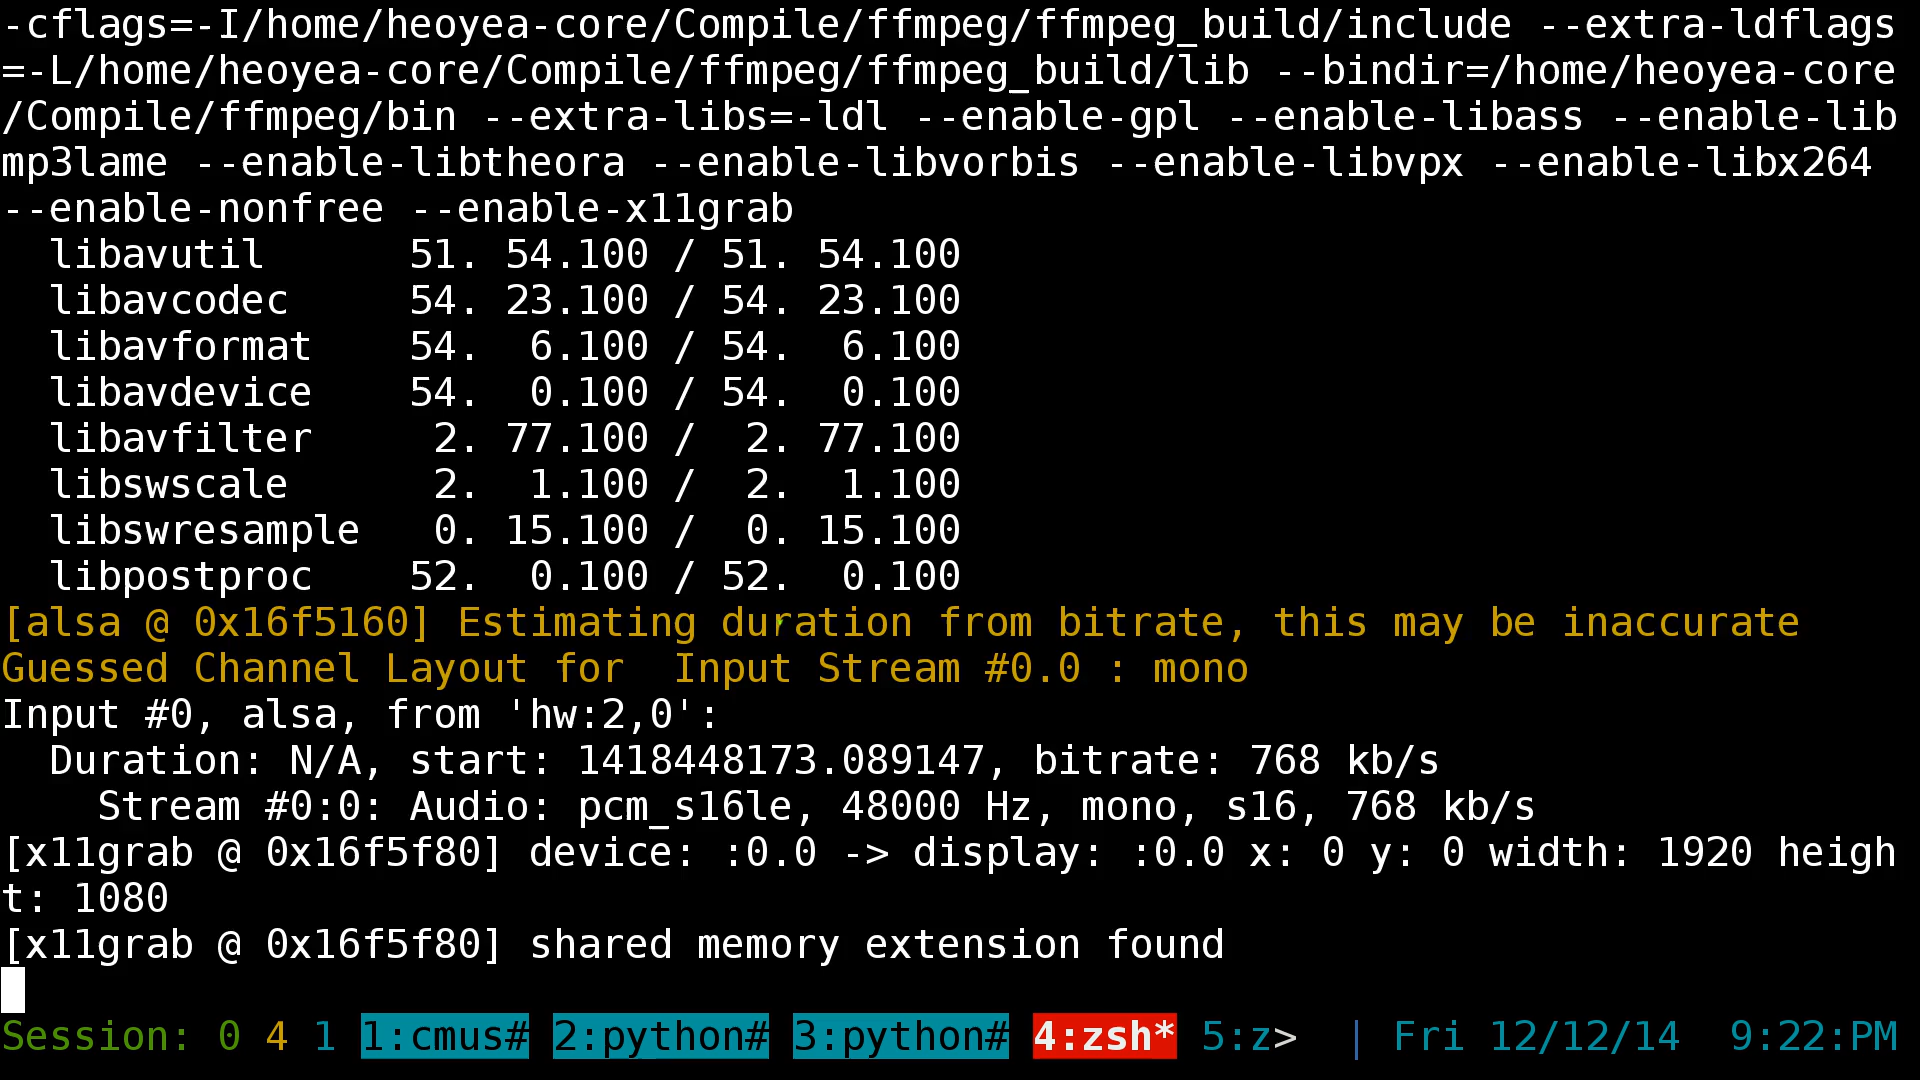 -cflags=-I/home/heoyea-core/Compile/ffmpeg/ffmpeg_build/include --extra-ldflags
=-L/home/heoyea-core/Compile/ffmpeg/ffmpeg_build/lib --bindir=/home/heoyea-core
/Compile/ffmpeg/bin --extra-libs=-ldl --enable-gpl --enable-libass --enable-lib
mp3lame --enable-libtheora --enable-libvorbis --enable-libvpx --enable-libx264
--enable-nonfree --enable-x11grab
  libavutil      51. 54.100 / 51. 54.100
  libavcodec     54. 23.100 / 54. 23.100
  libavformat    54.  6.100 / 54.  6.100
  libavdevice    54.  0.100 / 54.  0.100
  libavfilter     2. 77.100 /  2. 77.100
  libswscale      2.  1.100 /  2.  1.100
  libswresample   0. 15.100 /  0. 15.100
  libpostproc    52.  0.100 / 52.  0.100
[alsa @ 0x16f5160] Estimating duration from bitrate, this may be inaccurate
Guessed Channel Layout for  Input Stream #0.0 : mono
Input #0, alsa, from 'hw:2,0':
  Duration: N/A, start: 1418448173.089147, bitrate: 768 kb/s
    Stream #0:0: Audio: pcm_s16le, 48000 Hz, mono, s16, 768 kb/s
[x11grab @ 0x16f5f80] device: :0.0 -> display: :0.0 x: 0 y: 0 width: 1920 heigh
t: 1080
[x11grab @ 0x16f5f80] shared memory extension found
Session: 0 4 1 1:cmus# 2:python# 3:python# 4:zsh* 5:z>  | Fri 12/12/14  9:22:PM